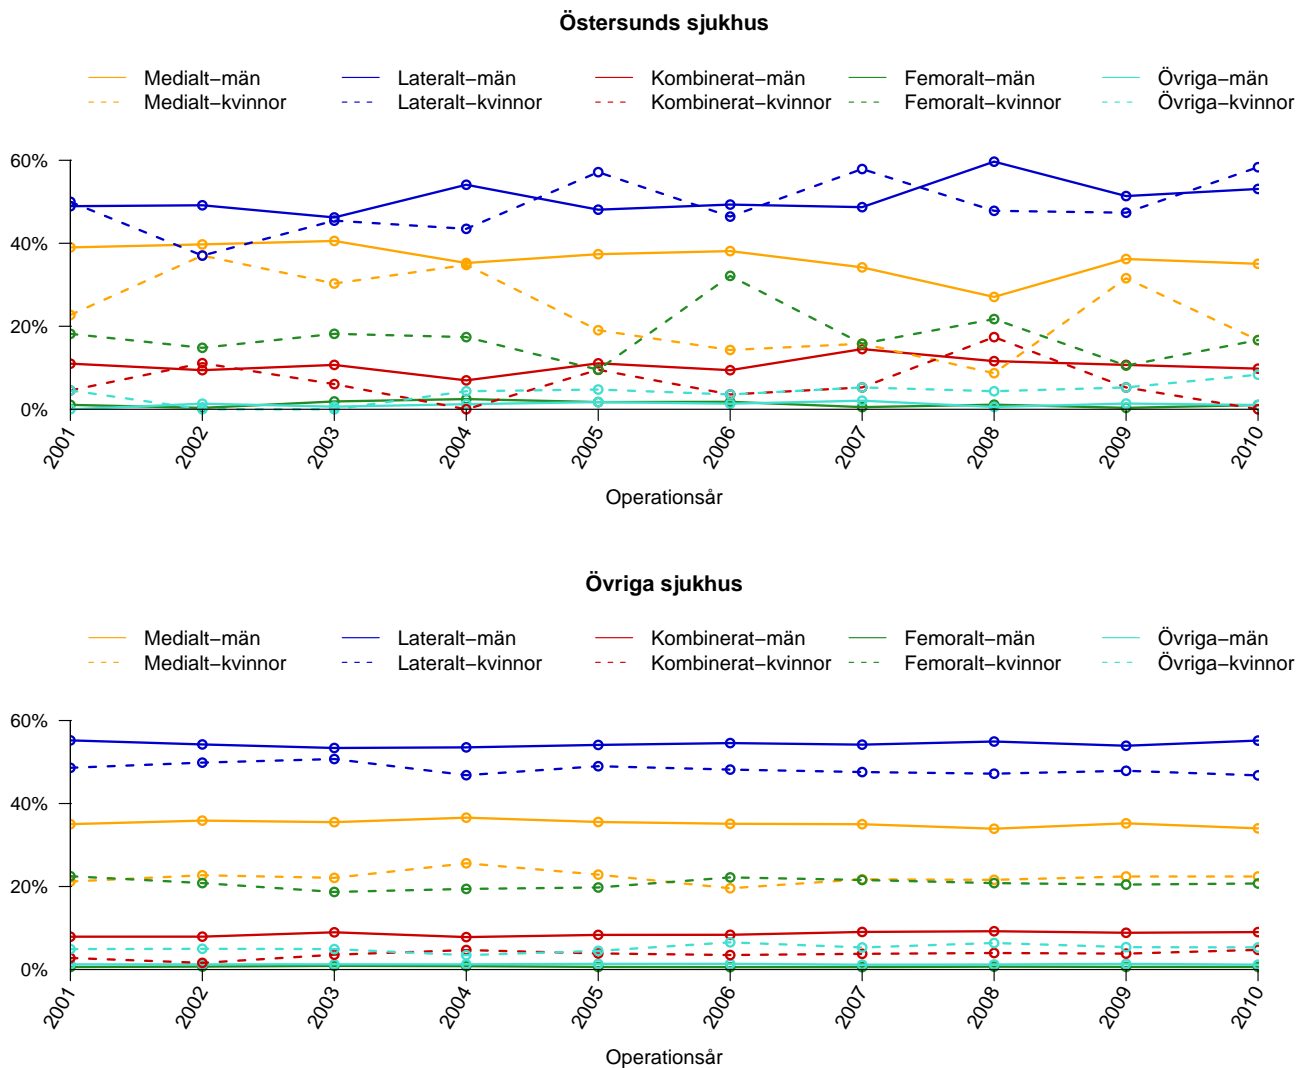 Östersunds sjukhus
Medialt−män Lateralt−män Kombinerat−män Femoralt−män Övriga−män
Medialt−kvinnor Lateralt−kvinnor Kombinerat−kvinnor Femoralt−kvinnor Övriga−kvinnor
60%
40%
20%
0%
2001 2002 2003 2004 2005 2006 2007 2008 2009 2010
Operationsår
Övriga sjukhus
Medialt−män Lateralt−män Kombinerat−män Femoralt−män Övriga−män
Medialt−kvinnor Lateralt−kvinnor Kombinerat−kvinnor Femoralt−kvinnor Övriga−kvinnor
60%
40%
20%
0%
2001 2002 2003 2004 2005 2006 2007 2008 2009 2010
Operationsår